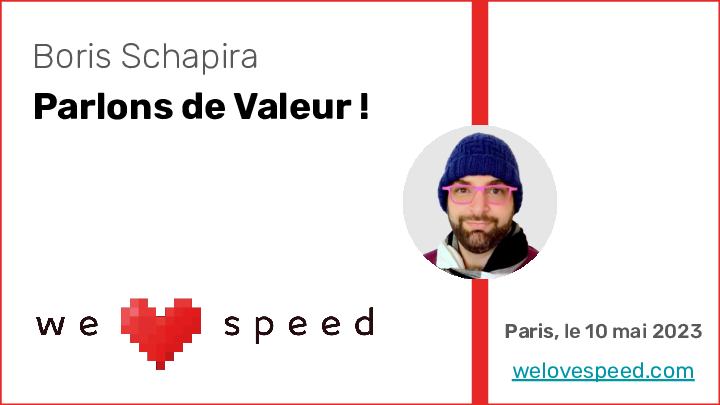 Boris Schapira
Parlons de Valeur !
we speed
Paris, le 10 mai 2023
welovespeed.com